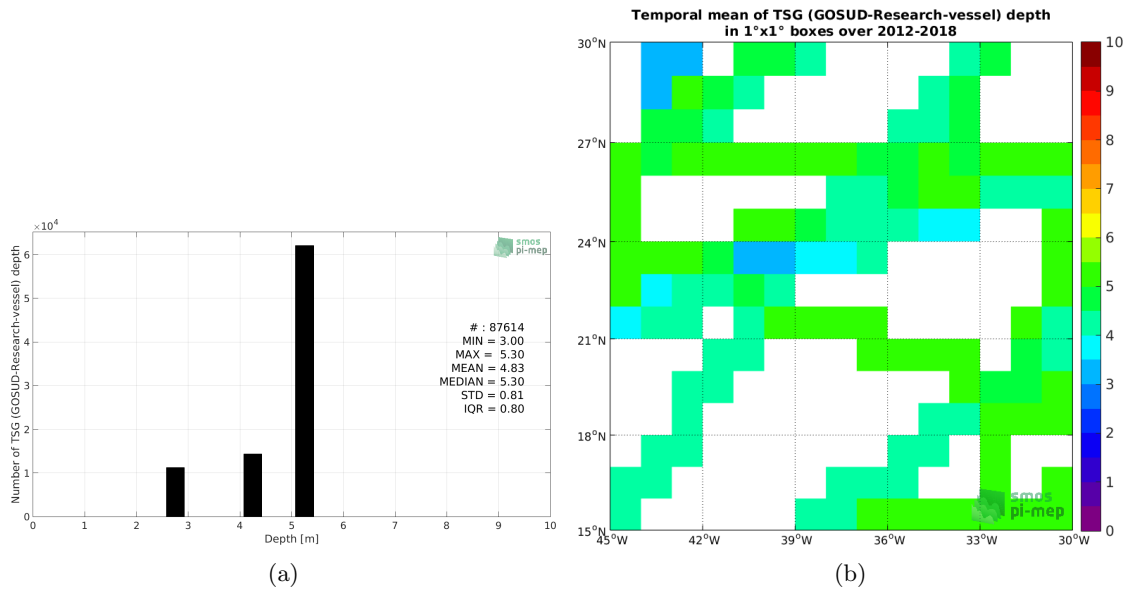 ×10^4
6
5
4
3
2
1
0
Number of TSG (GOSUD-Research-vessel) depth
smos
pi-mep
# : 87614
MIN = 3.00
MAX = 5.30
MEAN = 4.83
MEDIAN = 5.30
STD = 0.81
IQR = 0.80
0 1 2 3 4 5 6 7 8 9 10
Depth [m]
(a)
Temporal mean of TSG (GOSUD-Research-vessel) depth
in 1°x1° boxes over 2012-2018
30°N
27°N
24°N
21°N
18°N
15°N
45°W 42°W 39°W 36°W 33°W 30°W
smos
pi-mep
10
9
8
7
6
5
4
3
2
1
0
(b)